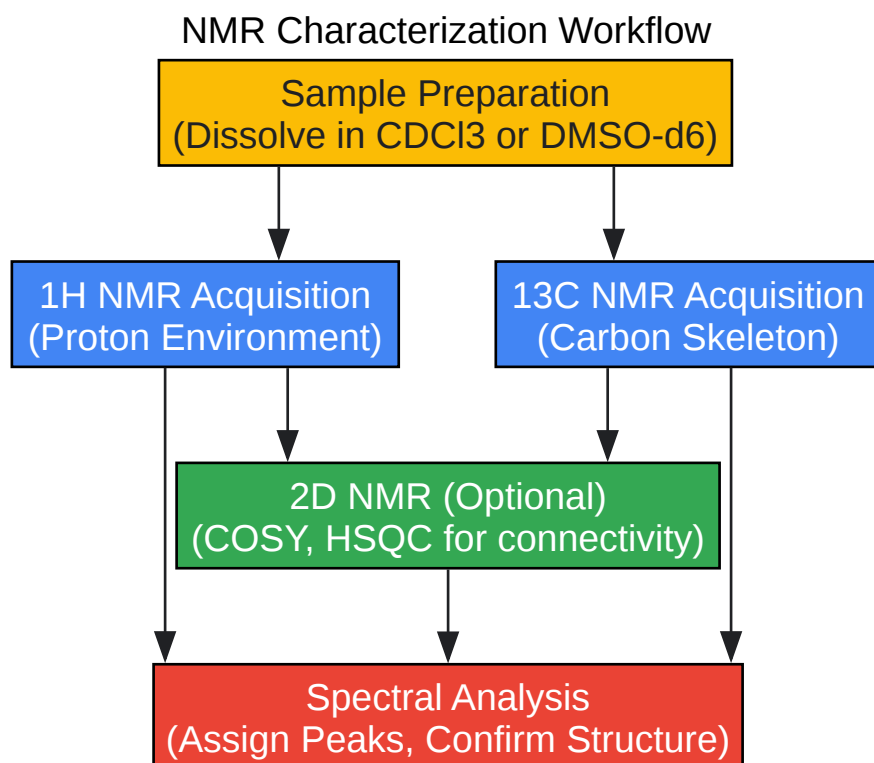 NMR Characterization Workflow
Sample Preparation
(Dissolve in CDCl3 or DMSO-d6)
1H NMR Acquisition
(Proton Environment)
13C NMR Acquisition
(Carbon Skeleton)
2D NMR (Optional)
(COSY, HSQC for connectivity)
Spectral Analysis
(Assign Peaks, Confirm Structure)